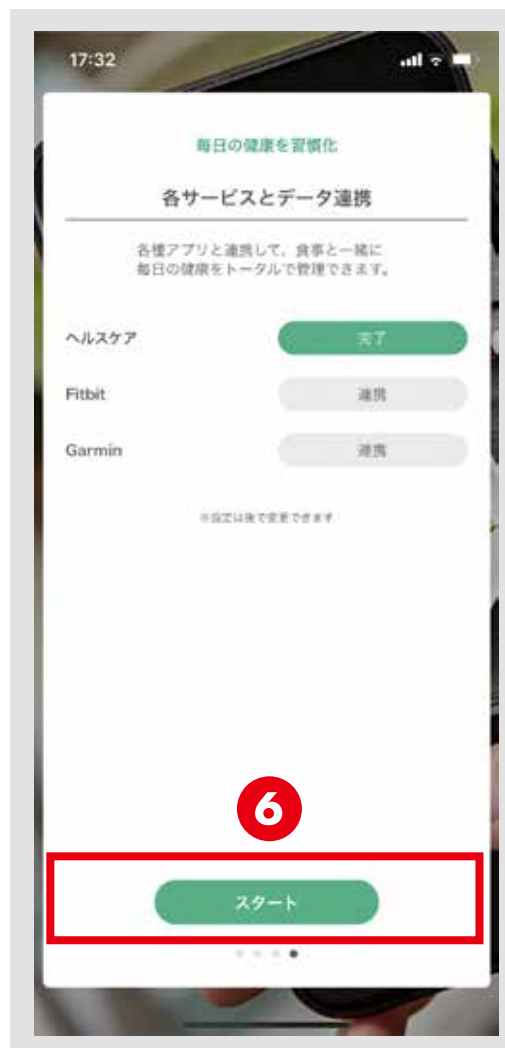 17:32
毎日の健康を習慣化
各サービスとデータ連携
各種アプリと連携して、食事と一緒に
毎日の健康をトータルで管理できます。
ヘルスケア 完了
Fitbit 連携
Garmin 連携
※設定は後で変更できます
6
スタート